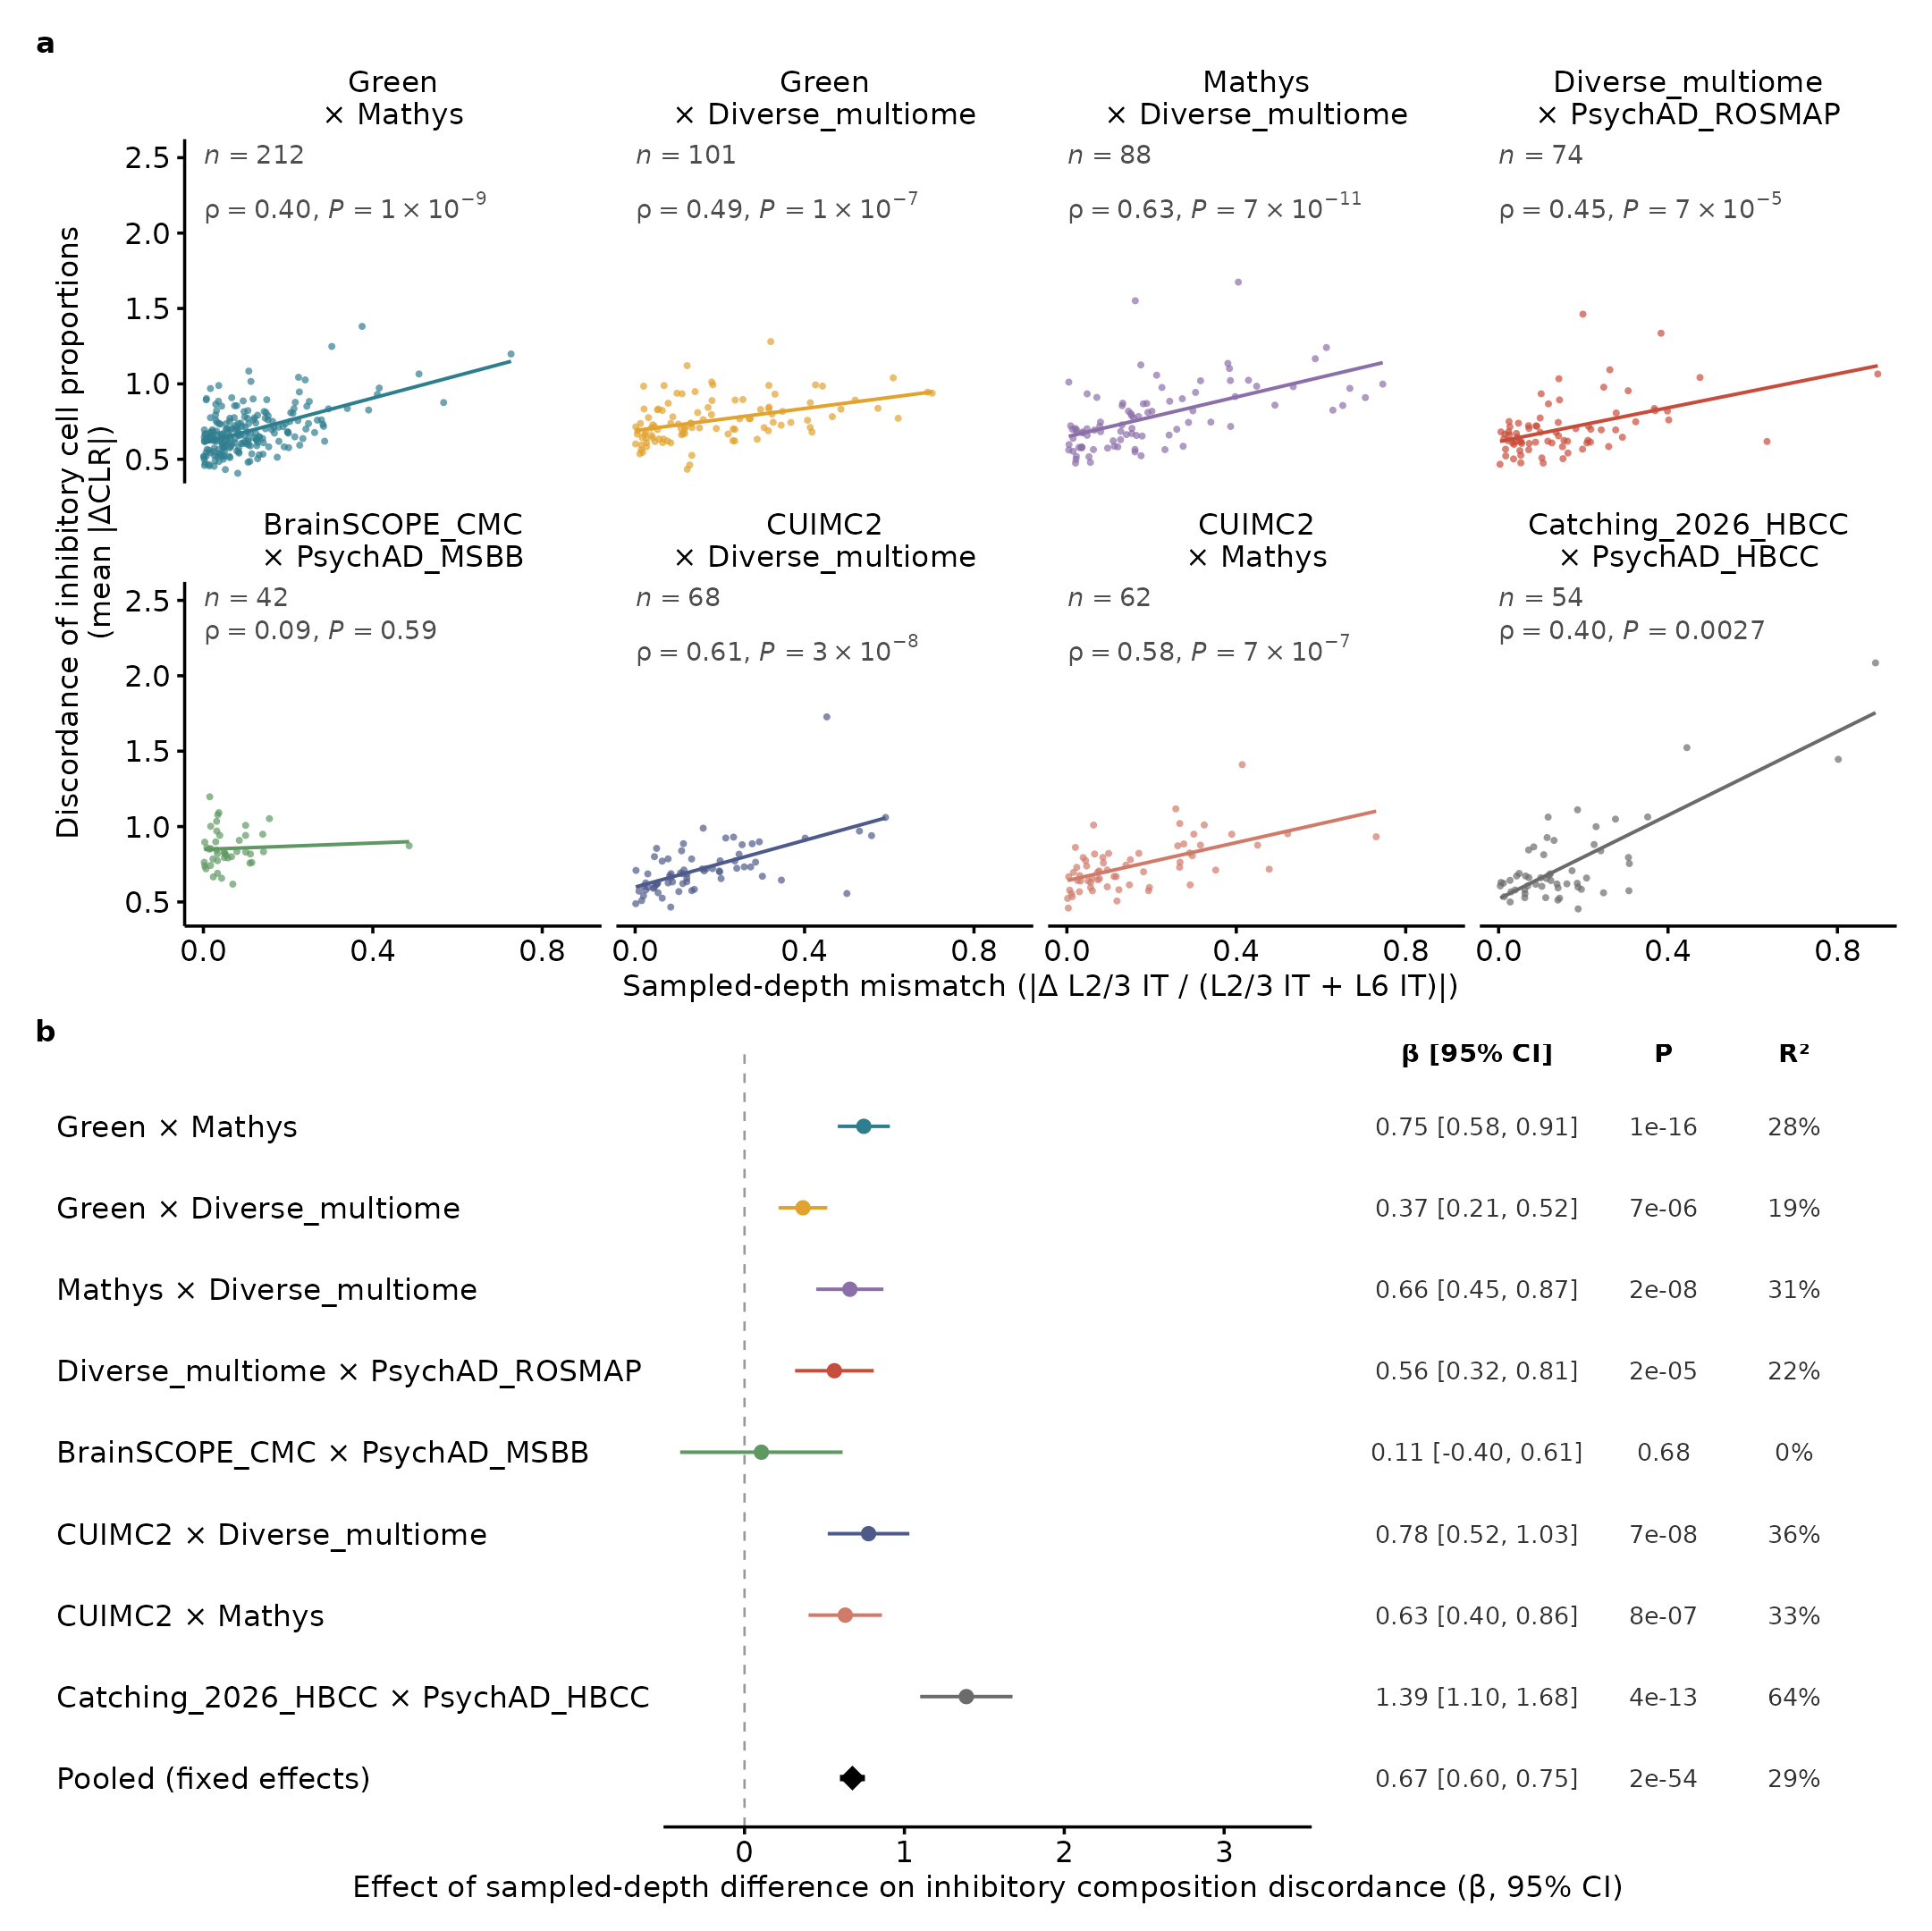 a
Green
× Mathys
Green
× Diverse_multiome
Mathys
× Diverse_multiome
Diverse_multiome
× PsychAD_ROSMAP
n = 212
ρ = 0.40, P = 1 × 10⁻⁹
n = 101
ρ = 0.49, P = 1 × 10⁻⁷
n = 88
ρ = 0.63, P = 7 × 10⁻¹¹
n = 74
ρ = 0.45, P = 7 × 10⁻⁵
2.5
2.0
1.5
1.0
0.5
Discordance of inhibitory cell proportions
(mean |ΔCLR|)
BrainSCOPE_CMC
× PsychAD_MSBB
CUIMC2
× Diverse_multiome
CUIMC2
× Mathys
Catching_2026_HBCC
× PsychAD_HBCC
n = 42
ρ = 0.09, P = 0.59
n = 68
ρ = 0.61, P = 3 × 10⁻⁸
n = 62
ρ = 0.58, P = 7 × 10⁻⁷
n = 54
ρ = 0.40, P = 0.0027
2.5
2.0
1.5
1.0
0.5
0.0 0.4 0.8 0.0 0.4 0.8 0.0 0.4 0.8 0.0 0.4 0.8
Sampled-depth mismatch (|Δ L2/3 IT / (L2/3 IT + L6 IT)|)
b
β [95% CI] P R²
Green × Mathys 0.75 [0.58, 0.91] 1e-16 28%
Green × Diverse_multiome 0.37 [0.21, 0.52] 7e-06 19%
Mathys × Diverse_multiome 0.66 [0.45, 0.87] 2e-08 31%
Diverse_multiome × PsychAD_ROSMAP 0.56 [0.32, 0.81] 2e-05 22%
BrainSCOPE_CMC × PsychAD_MSBB 0.11 [-0.40, 0.61] 0.68 0%
CUIMC2 × Diverse_multiome 0.78 [0.52, 1.03] 7e-08 36%
CUIMC2 × Mathys 0.63 [0.40, 0.86] 8e-07 33%
Catching_2026_HBCC × PsychAD_HBCC 1.39 [1.10, 1.68] 4e-13 64%
Pooled (fixed effects) 0.67 [0.60, 0.75] 2e-54 29%
0 1 2 3
Effect of sampled-depth difference on inhibitory composition discordance (β, 95% CI)